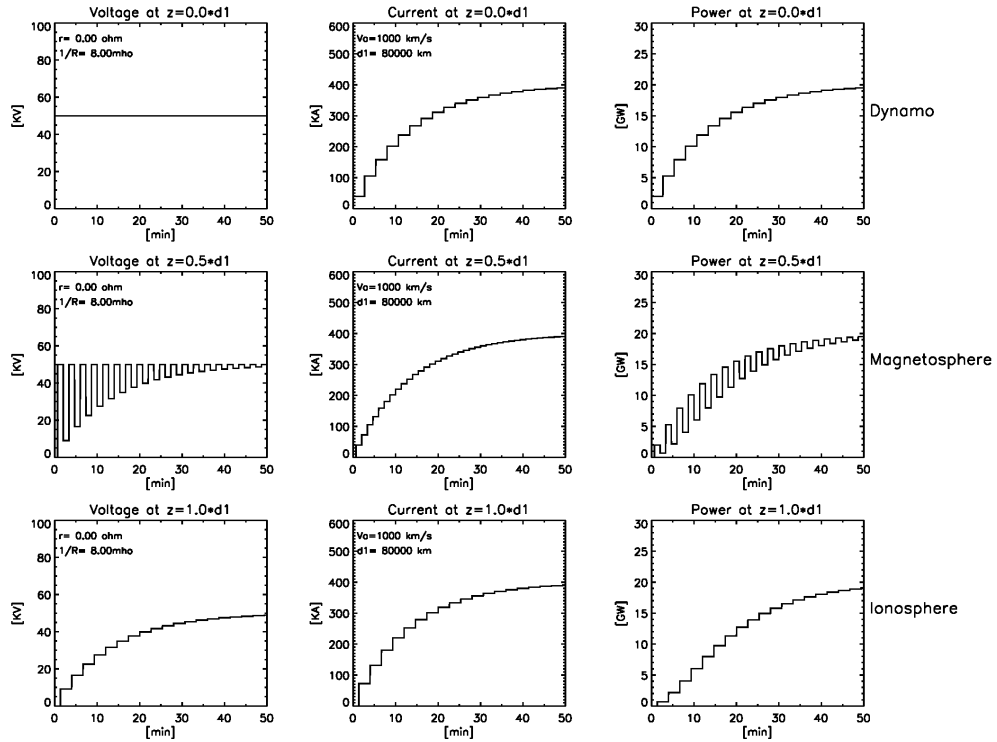 Voltage at z=0.0*d1
r= 0.00 ohm
1/R= 8.00mho
[KV]
100
80
60
40
20
0
0 10 20 30 40 50
[min]
Current at z=0.0*d1
Va=1000 km/s
d1= 80000 km
[KA]
600
500
400
300
200
100
0
0 10 20 30 40 50
[min]
Power at z=0.0*d1
[GW]
30
25
20
15
10
5
0
0 10 20 30 40 50
[min]
Dynamo
Voltage at z=0.5*d1
r= 0.00 ohm
1/R= 8.00mho
[KV]
100
80
60
40
20
0
0 10 20 30 40 50
[min]
Current at z=0.5*d1
Va=1000 km/s
d1= 80000 km
[KA]
600
500
400
300
200
100
0
0 10 20 30 40 50
[min]
Power at z=0.5*d1
[GW]
30
25
20
15
10
5
0
0 10 20 30 40 50
[min]
Magnetosphere
Voltage at z=1.0*d1
r= 0.00 ohm
1/R= 8.00mho
[KV]
100
80
60
40
20
0
0 10 20 30 40 50
[min]
Current at z=1.0*d1
Va=1000 km/s
d1= 80000 km
[KA]
600
500
400
300
200
100
0
0 10 20 30 40 50
[min]
Power at z=1.0*d1
[GW]
30
25
20
15
10
5
0
0 10 20 30 40 50
[min]
Ionosphere